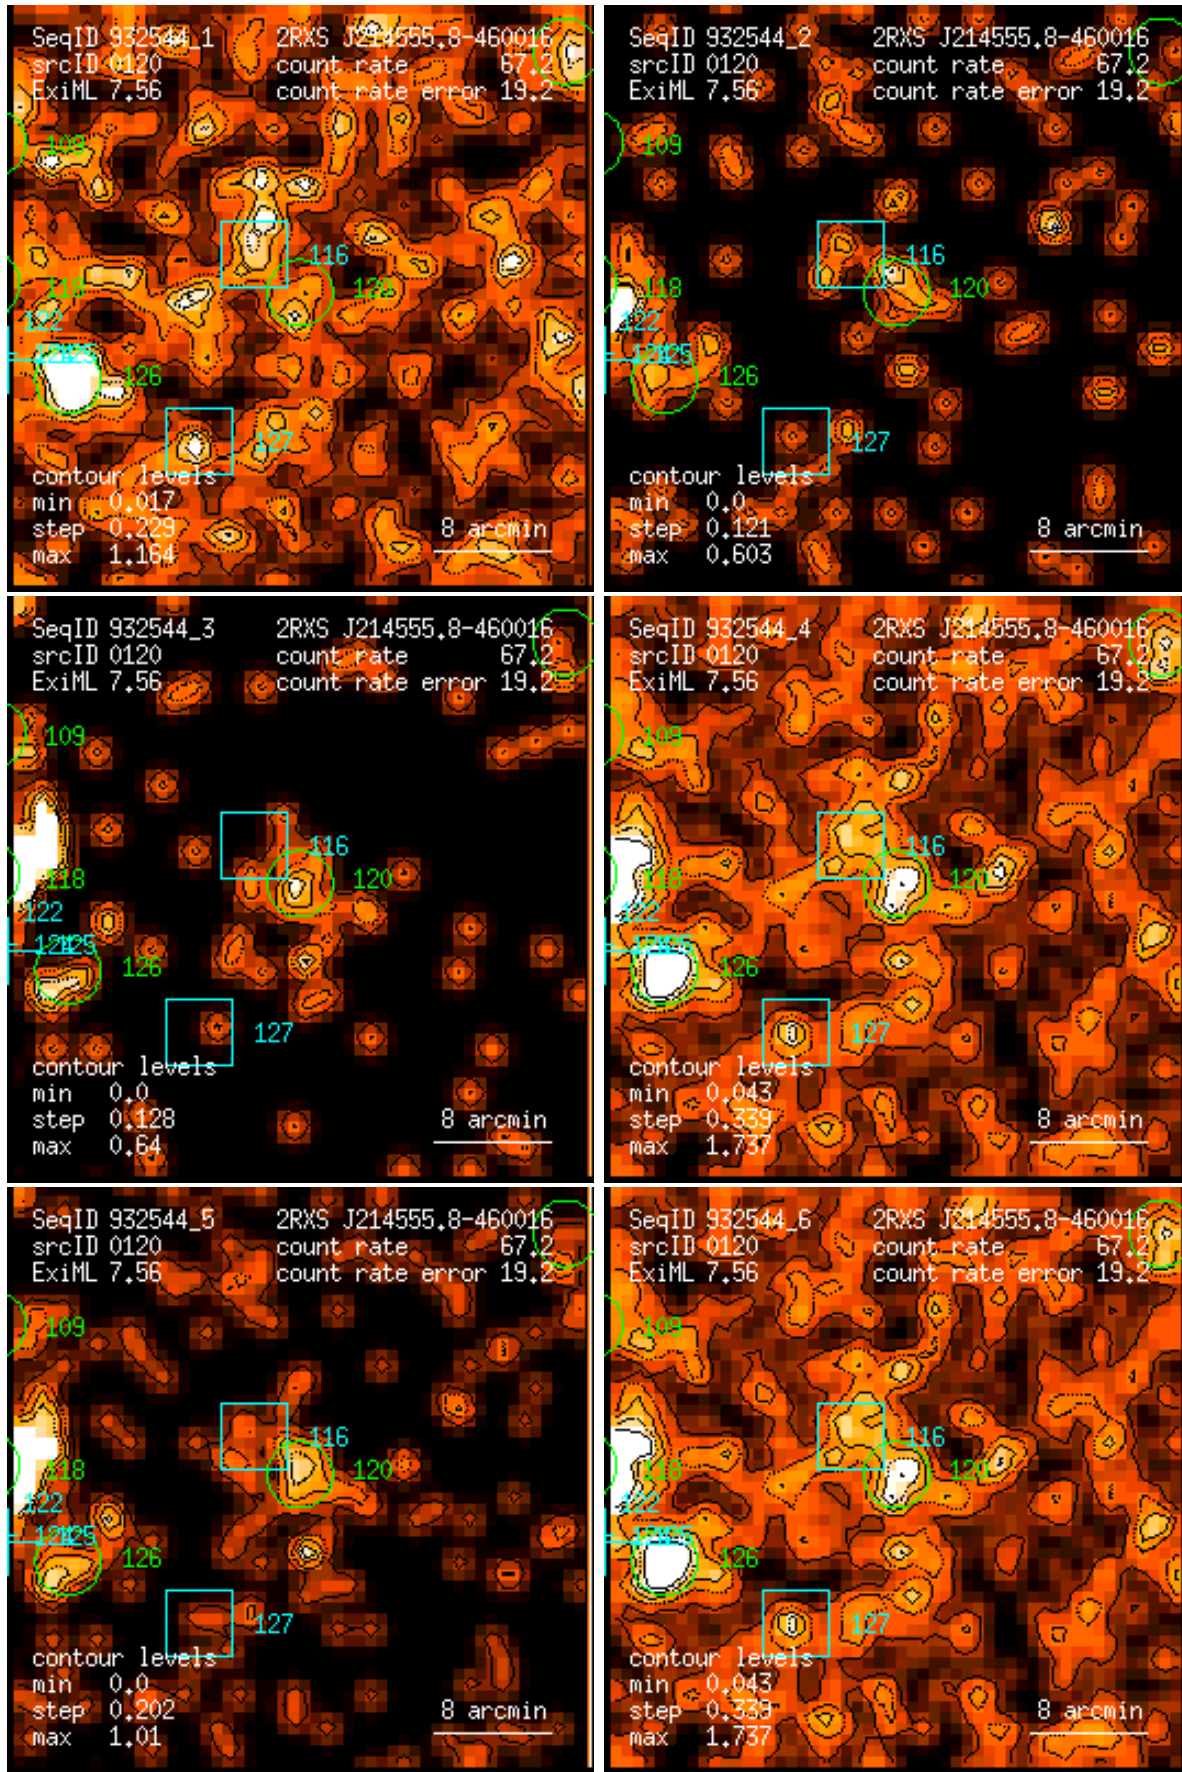 SeqID 932544_1 2RXS J214555.8-460016
srcID 0120 count rate 67.2
ExiML 7.56 count rate error 19.2
109
116
118 120
122
125
126
127
contour levels
min 0.017
step 0.229 8 arcmin
max 1.164
SeqID 932544_2 2RXS J214555.8-460016
srcID 0120 count rate 67.2
ExiML 7.56 count rate error 19.2
109
116
118 120
122
125
126
127
contour levels
min 0.0
step 0.121 8 arcmin
max 0.603
SeqID 932544_3 2RXS J214555.8-460016
srcID 0120 count rate 67.2
ExiML 7.56 count rate error 19.2
109
116
118 120
122
125
126
127
contour levels
min 0.0
step 0.128 8 arcmin
max 0.64
SeqID 932544_4 2RXS J214555.8-460016
srcID 0120 count rate 67.2
ExiML 7.56 count rate error 19.2
109
116
118 120
122
125
126
127
contour levels
min 0.043
step 0.339 8 arcmin
max 1.737
SeqID 932544_5 2RXS J214555.8-460016
srcID 0120 count rate 67.2
ExiML 7.56 count rate error 19.2
109
116
118 120
122
125
126
127
contour levels
min 0.0
step 0.202 8 arcmin
max 1.01
SeqID 932544_6 2RXS J214555.8-460016
srcID 0120 count rate 67.2
ExiML 7.56 count rate error 19.2
109
116
118 120
122
125
126
127
contour levels
min 0.043
step 0.339 8 arcmin
max 1.737